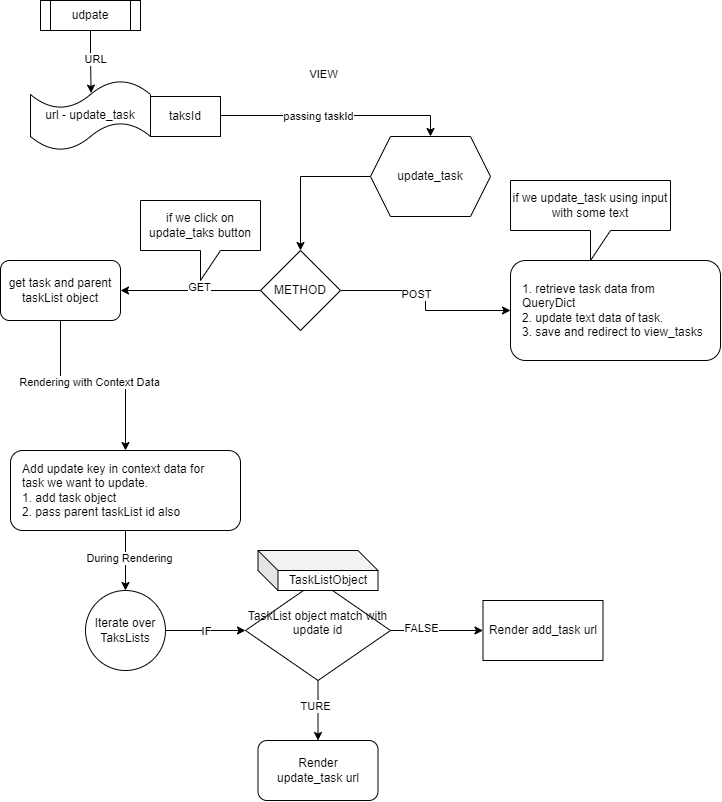 udpate
URL
VIEW
url - update_task
taksId
passing taskId
update_task
if we update_task using input
with some text
if we click on
update_taks button
get task and parent
taskList object
GET
METHOD
POST
1. retrieve task data from
QueryDict
2. update text data of task.
3. save and redirect to view_tasks
Rendering with Context Data
Add update key in context data for
task we want to update.
1. add task object
2. pass parent taskList id also
During Rendering
TaskListObject
Iterate over
TaksLists
IF
TaskList object match with
update id
FALSE
Render add_task url
TURE
Render
update_task url